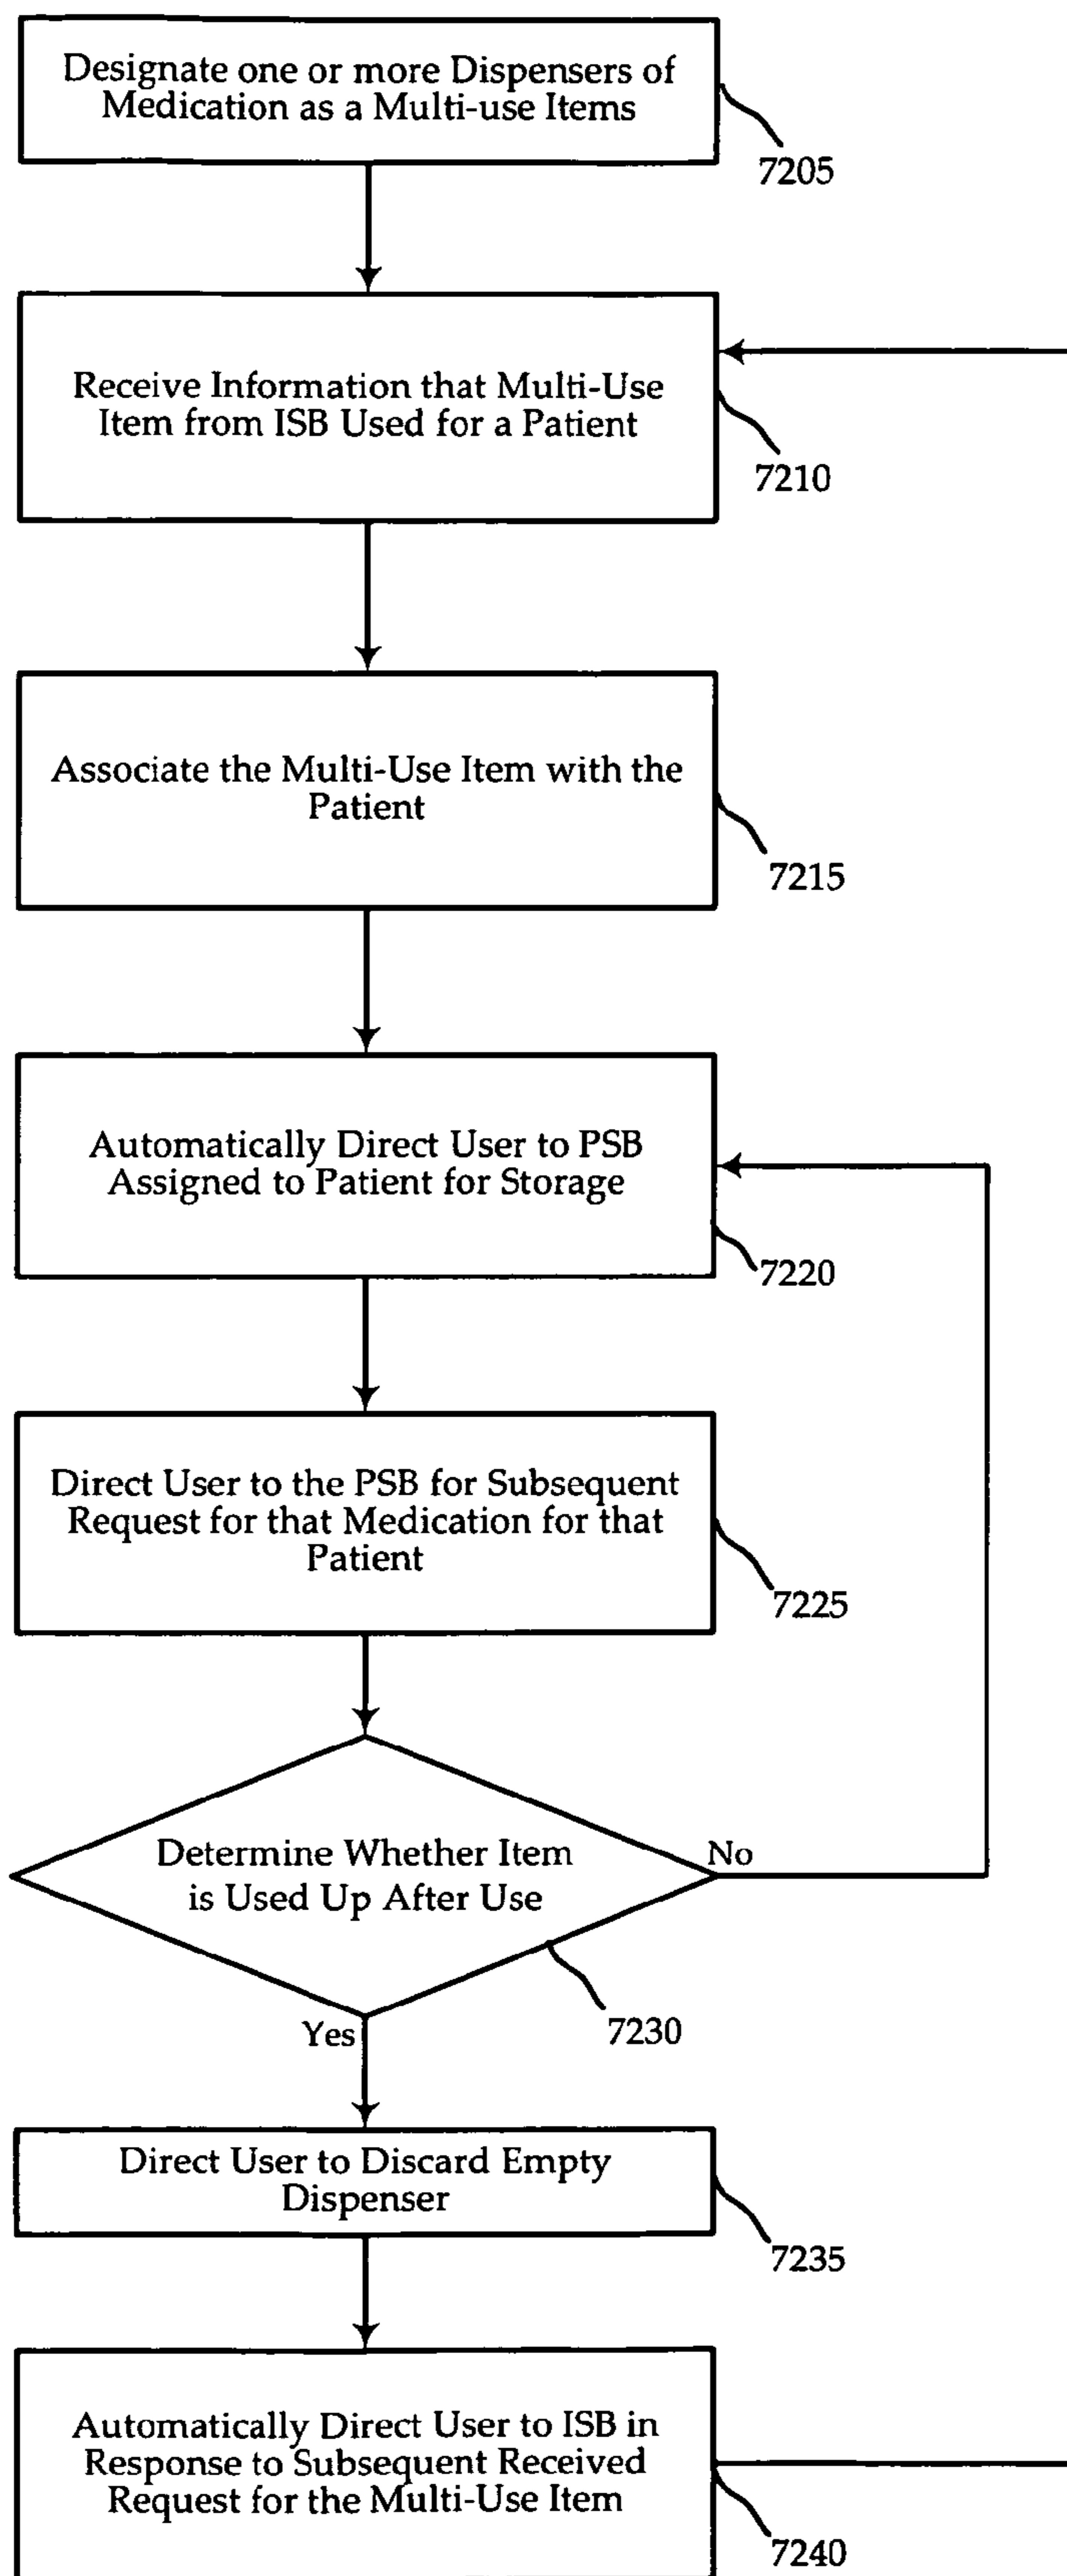 Designate one or more Dispensers of
Medication as a Multi-use Items
7205
Receive Information that Multi-Use
Item from ISB Used for a Patient
7210
Associate the Multi-Use Item with the
Patient
7215
Automatically Direct User to PSB
Assigned to Patient for Storage
7220
Direct User to the PSB for Subsequent
Request for that Medication for that
Patient
7225
Determine Whether Item
is Used Up After Use
No
7230
Yes
Direct User to Discard Empty
Dispenser
7235
Automatically Direct User to ISB in
Response to Subsequent Received
Request for the Multi-Use Item
7240